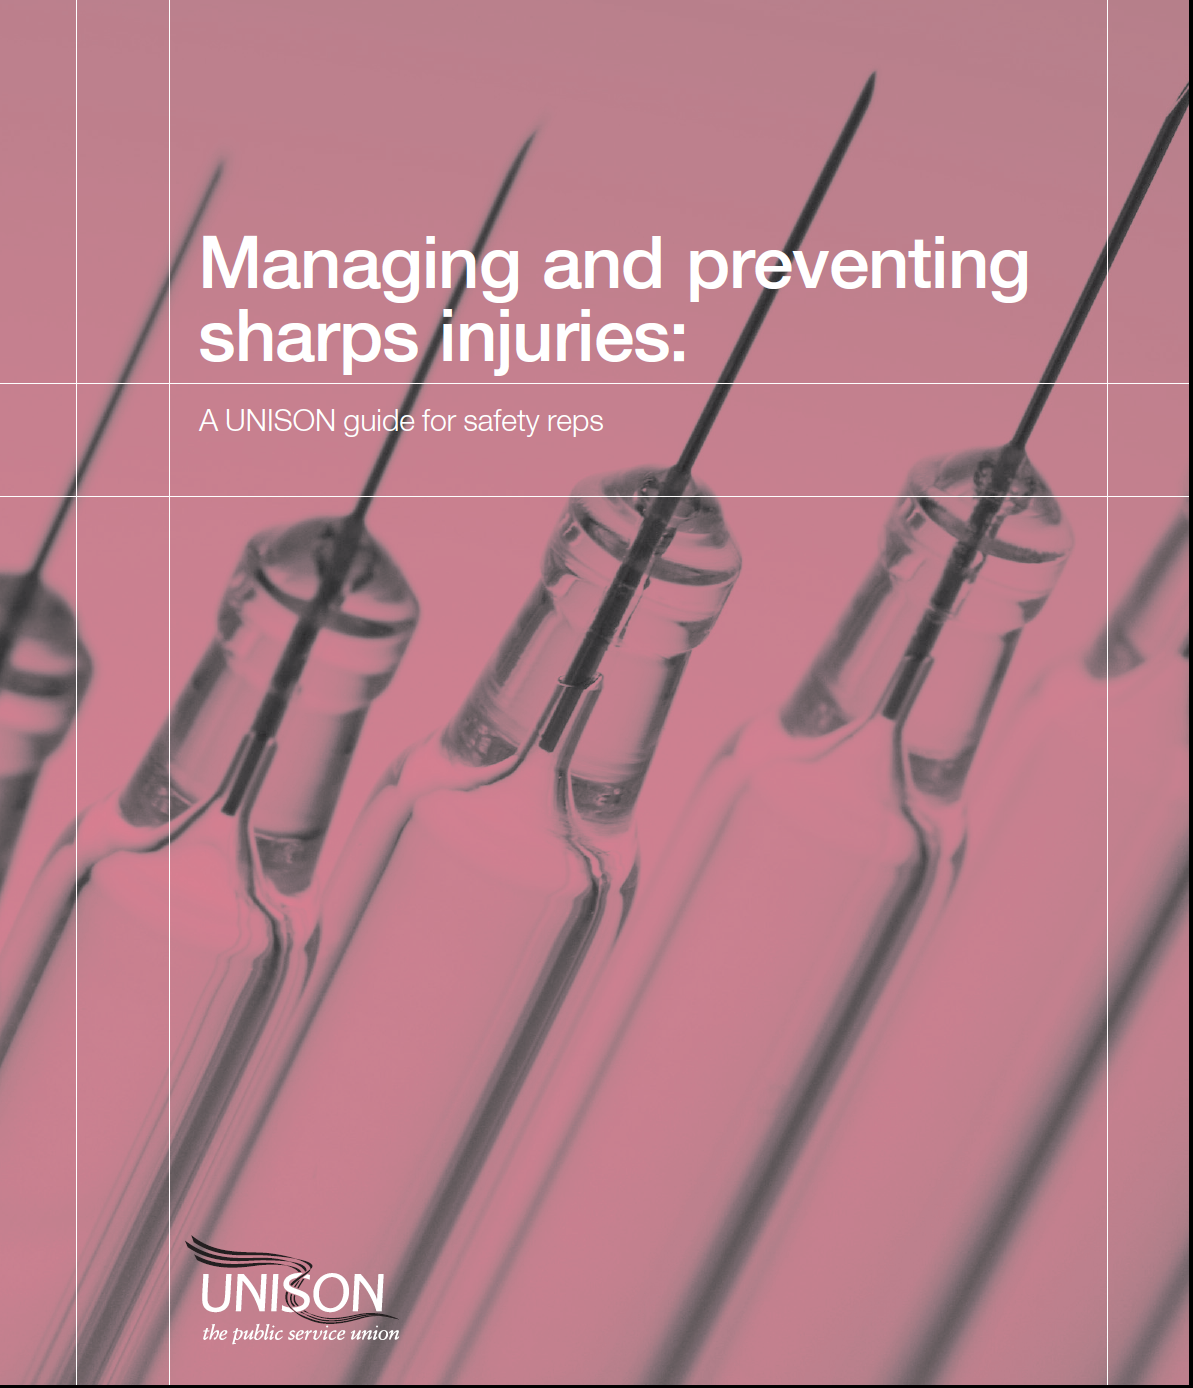 Managing and preventing
sharps injuries:
A UNISON guide for safety reps
UNISON
the public service union